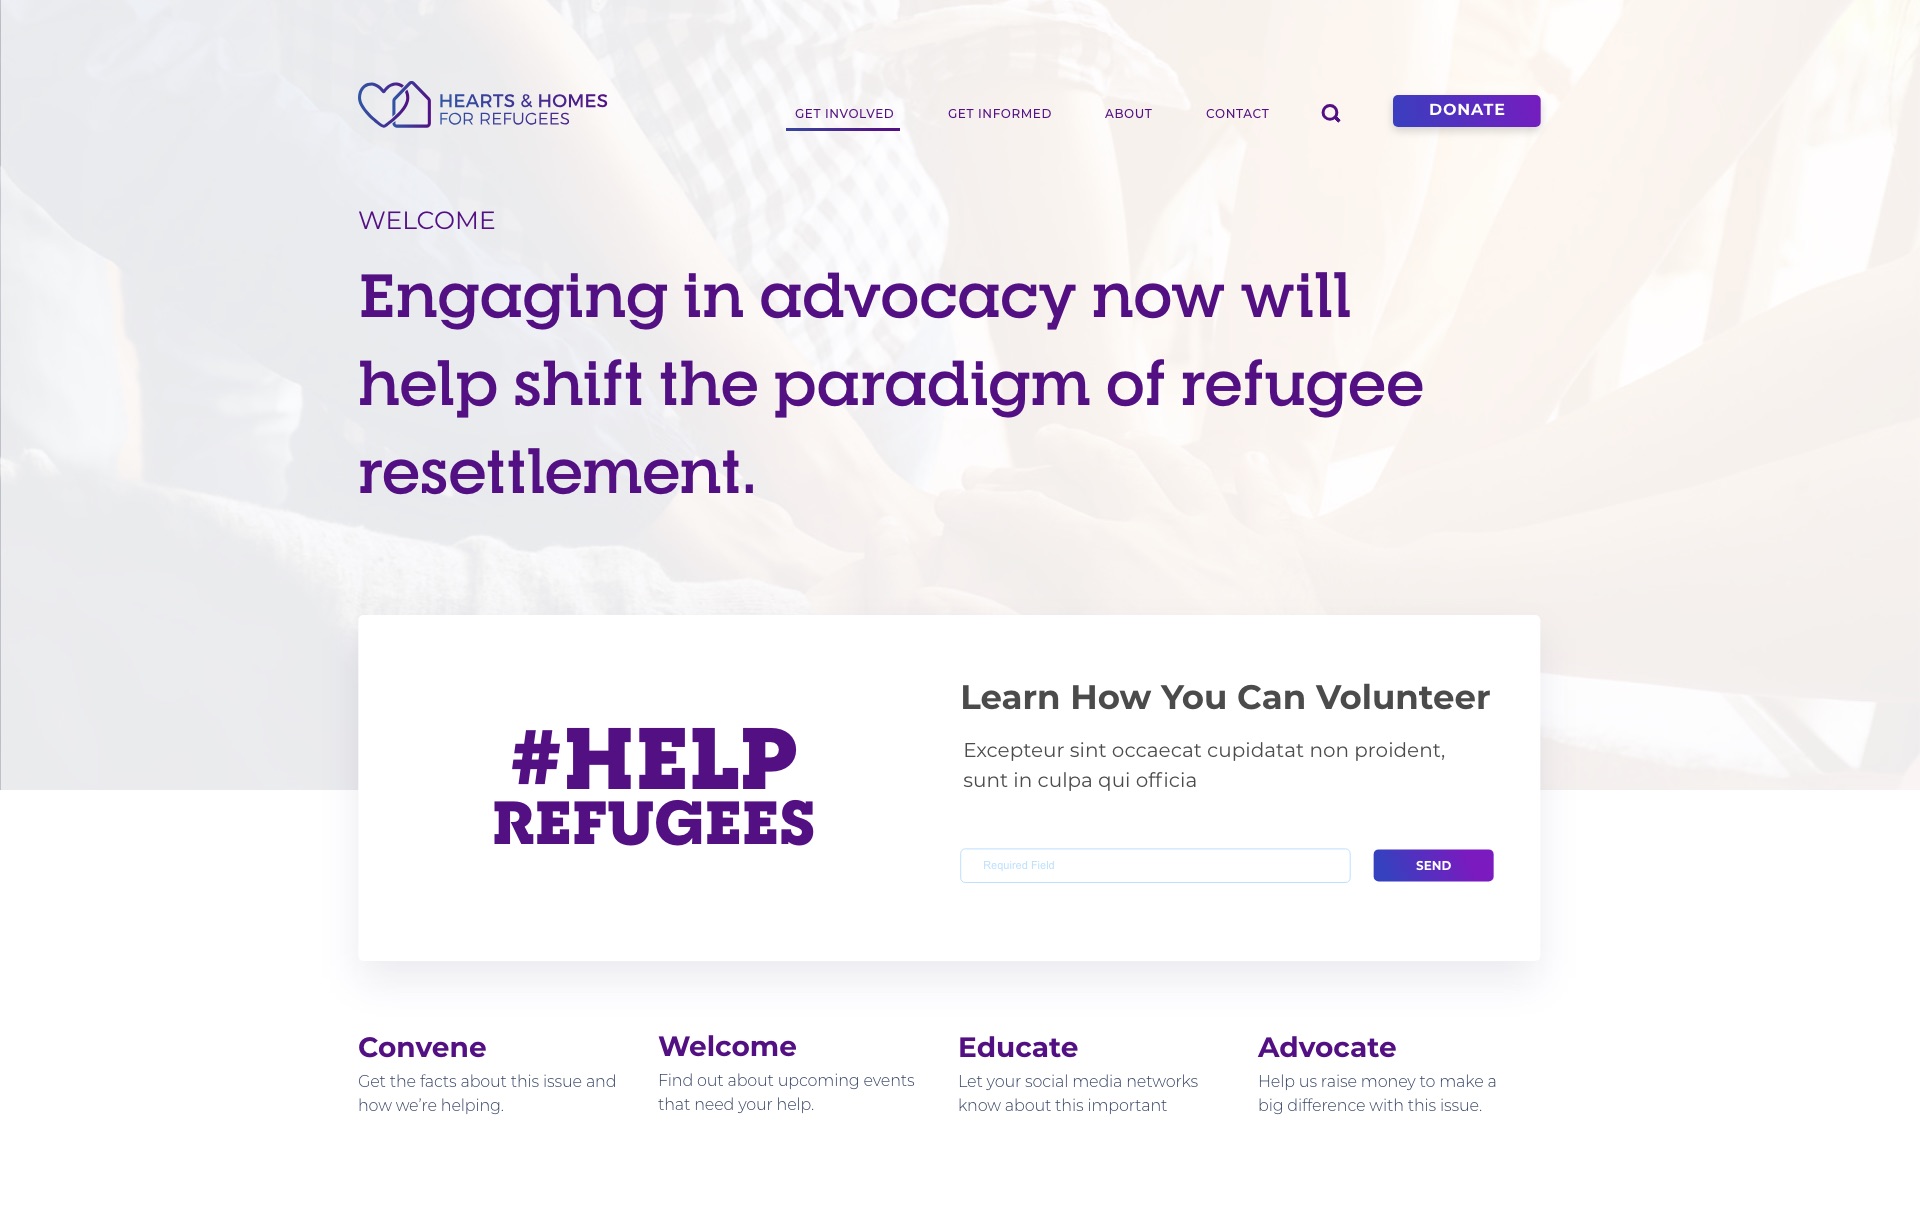 HEARTS & HOMES
FOR REFUGEES
GET INVOLVED
GET INFORMED
ABOUT
CONTACT
DONATE
WELCOME
Engaging in advocacy now will
help shift the paradigm of refugee
resettlement.
#HELP
REFUGEES
Learn How You Can Volunteer
Excepteur sint occaecat cupidatat non proident,
sunt in culpa qui officia
Required Field
SEND
Convene
Get the facts about this issue and
how we’re helping.
Welcome
Find out about upcoming events
that need your help.
Educate
Let your social media networks
know about this important
Advocate
Help us raise money to make a
big difference with this issue.